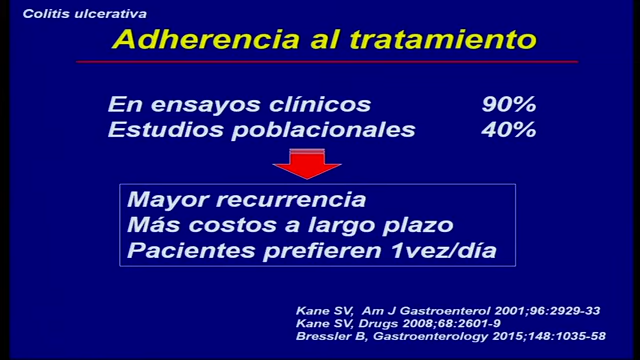 Colitis ulcerativa
Adherencia al tratamiento
En ensayos clínicos 90%
Estudios poblacionales 40%
Mayor recurrencia
Más costos a largo plazo
Pacientes prefieren 1vez/día
Kane SV, Am J Gastroenterol 2001;96:2929-33
Kane SV, Drugs 2008;68:2601-9
Bressler B, Gastroenterology 2015;148:1035-58